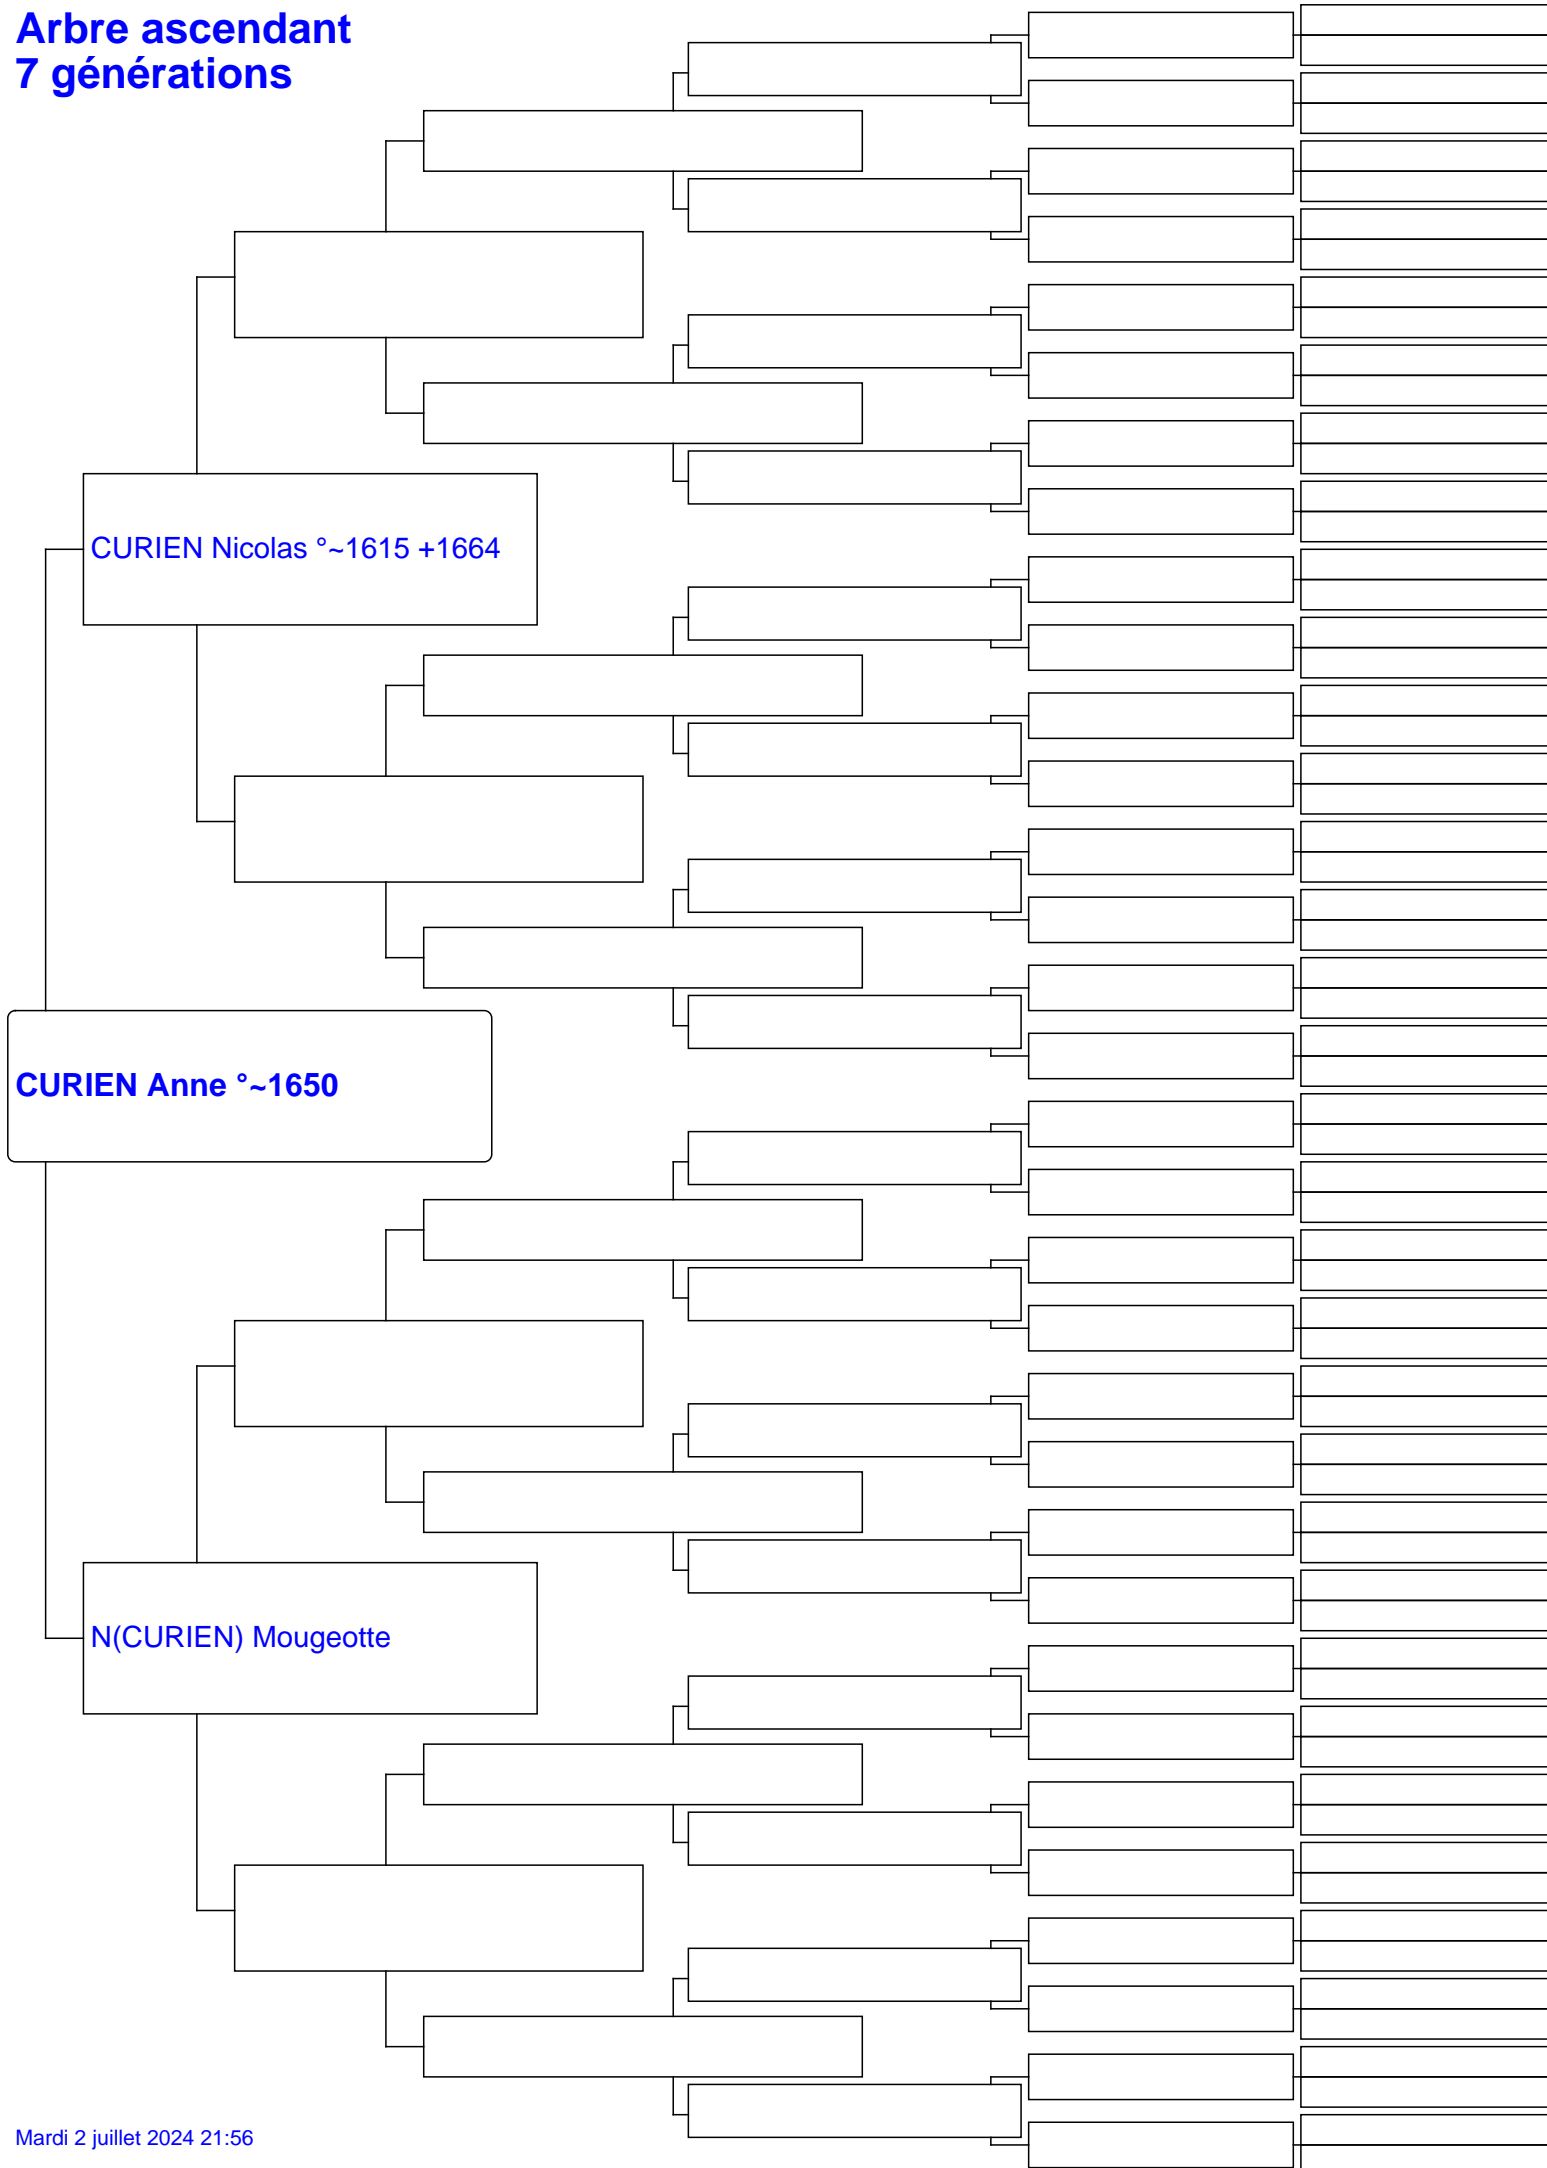 Arbre ascendant
7 générations
CURIEN Nicolas °~1615 +1664
CURIEN Anne °~1650
N(CURIEN) Mougeotte
Mardi 2 juillet 2024 21:56